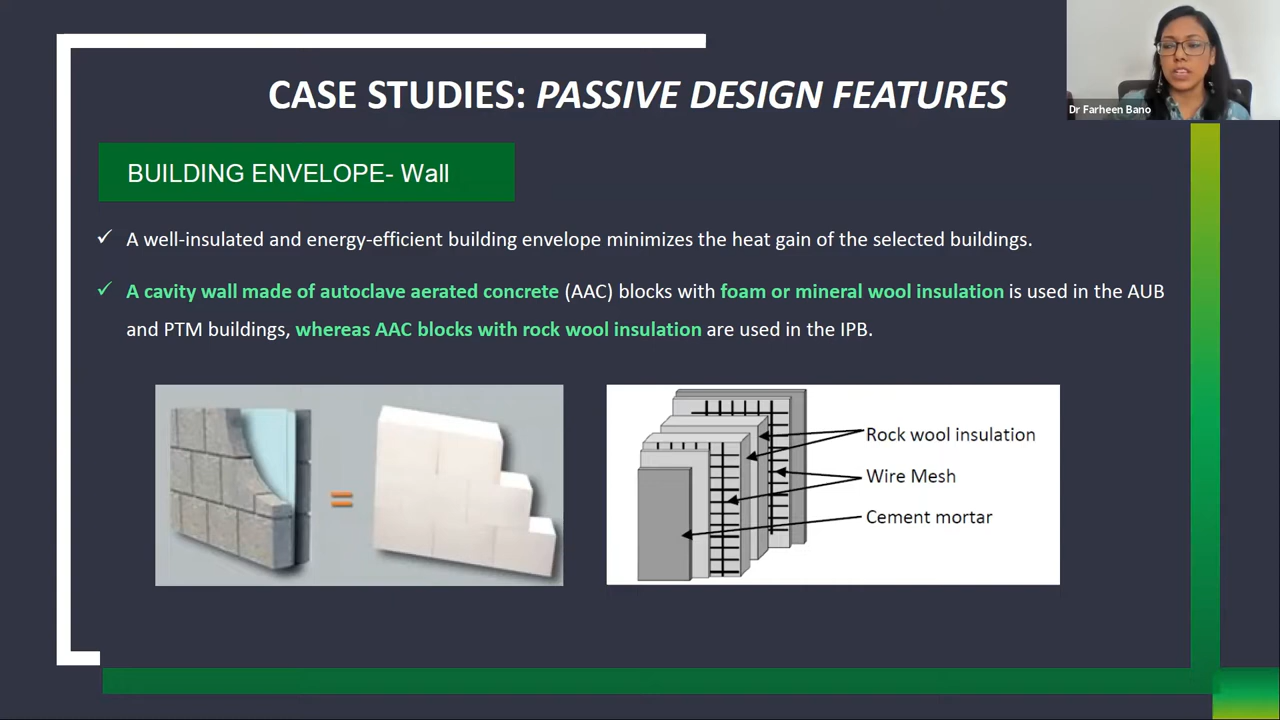 CASE STUDIES: PASSIVE DESIGN FEATURES
Dr Farheen Bano
BUILDING ENVELOPE- Wall
A well-insulated and energy-efficient building envelope minimizes the heat gain of the selected buildings.
A cavity wall made of autoclave aerated concrete (AAC) blocks with foam or mineral wool insulation is used in the AUB
and PTM buildings, whereas AAC blocks with rock wool insulation are used in the IPB.
Rock wool insulation
Wire Mesh
Cement mortar